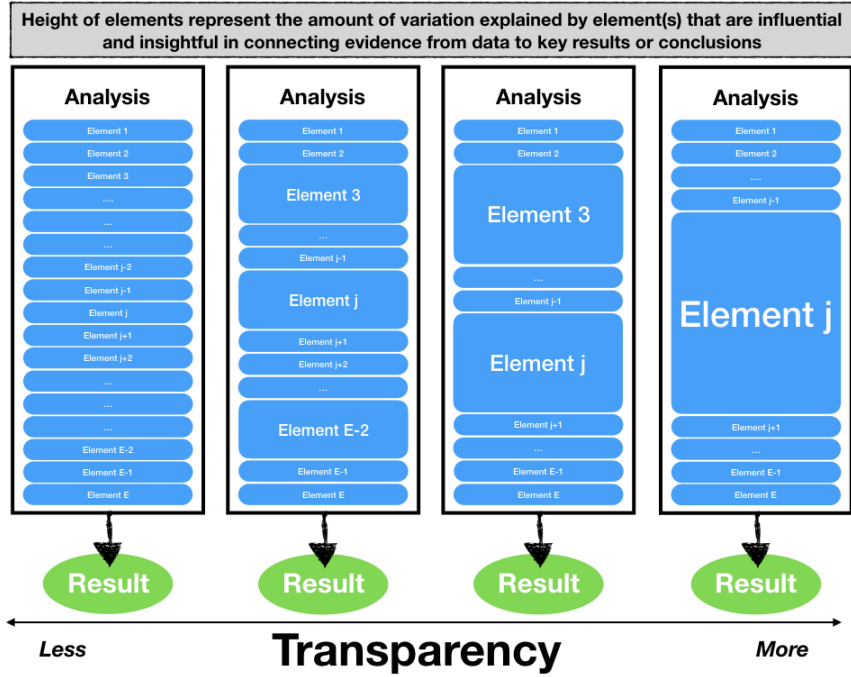 Height of elements represent the amount of variation explained by element(s) that are influential
and insightful in connecting evidence from data to key results or conclusions
Analysis
Element 1
Element 2
Element 3
....
...
...
Element j-2
Element j-1
Element j
Element j+1
Element j+2
...
...
...
Element E-2
Element E-1
Element E
Result
Analysis
Element 1
Element 2
Element 3
...
Element j-1
Element j
Element j+1
Element j+2
...
Element E-2
Element E-1
Element E
Result
Analysis
Element 1
Element 2
Element 3
...
Element j-1
Element j
Element j+1
...
Element E-1
Element E
Result
Analysis
Element 1
Element 2
....
Element j-1
Element j
Element j+1
...
Element E-1
Element E
Result
Less
Transparency
More